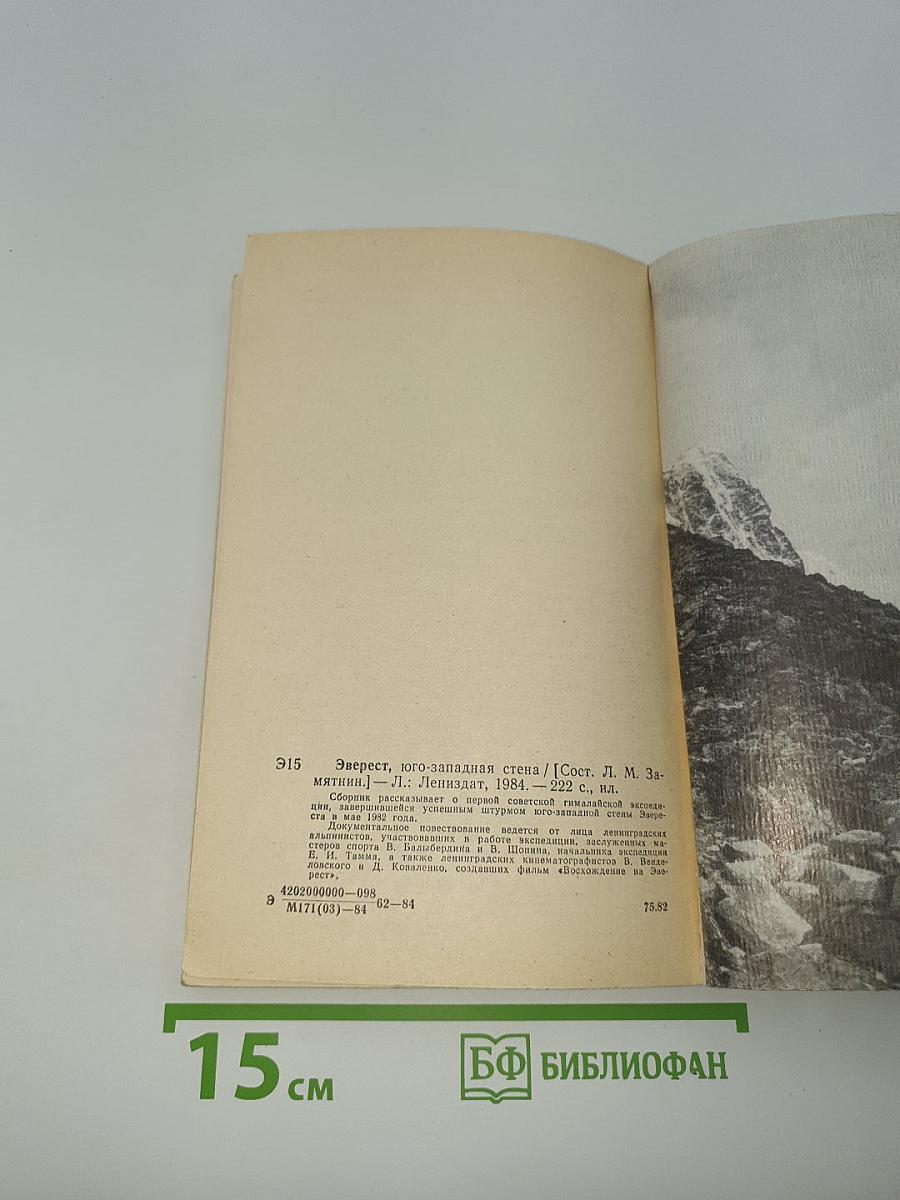 Э15 Эверест, юго-западная стена / [Сост. Л. М. За-
мятнин.] — Л.: Лениздат, 1984. — 222 с., ил.
Сборник рассказывает о первой советской гималайской экспеди-
ции, завершившейся успешным штурмом юго-западной стены Эвере-
ста в мае 1982 года.
Документальное повествование ведется от лица ленинградских
альпинистов, участвовавших в работе экспедиции, заслуженных ма-
стеров спорта В. Балыбердина и В. Шопина, начальника экспедиции
Е. И. Тамма, а также ленинградских кинематографистов В. Венде-
ловского и Д. Коваленко, создавших фильм «Восхождение на Эве-
рест».
4202000000—098
Э 62—84 75.82
М171(03)—84
15 см БФ БИБЛИОФАН